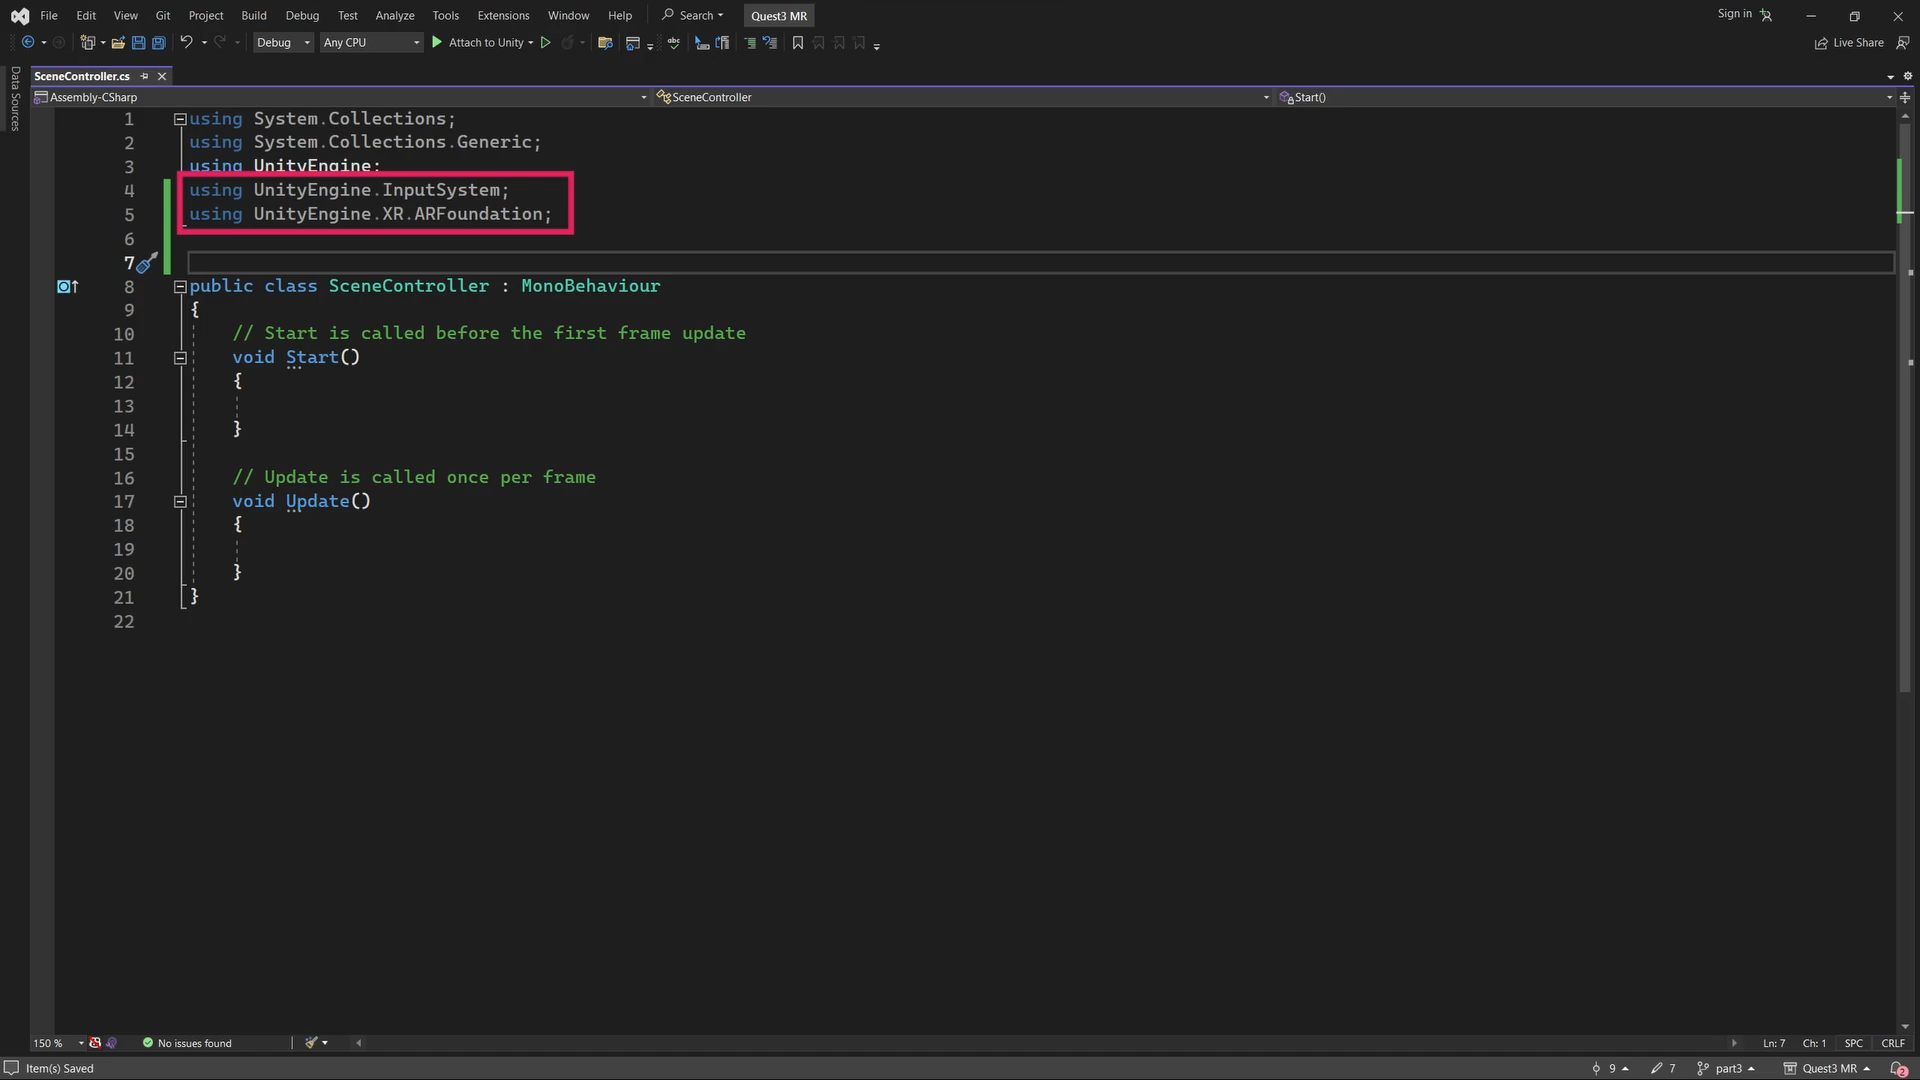 File Edit View Git Project Build Debug Test Analyze Tools Extensions Window Help Search Quest3 MR Sign in
Debug Any CPU Attach to Unity Live Share
Data Sources
SceneController.cs
Assembly-CSharp SceneController Start()
1 using System.Collections;
2 using System.Collections.Generic;
3 using UnityEngine;
4 using UnityEngine.InputSystem;
5 using UnityEngine.XR.ARFoundation;
6
7
8 public class SceneController : MonoBehaviour
9 {
10 // Start is called before the first frame update
11 void Start()
12 {
13
14 }
15
16 // Update is called once per frame
17 void Update()
18 {
19
20 }
21 }
22
150 % No issues found Ln: 7 Ch: 1 SPC CRLF
Item(s) Saved 9 7 part3 Quest3 MR 2